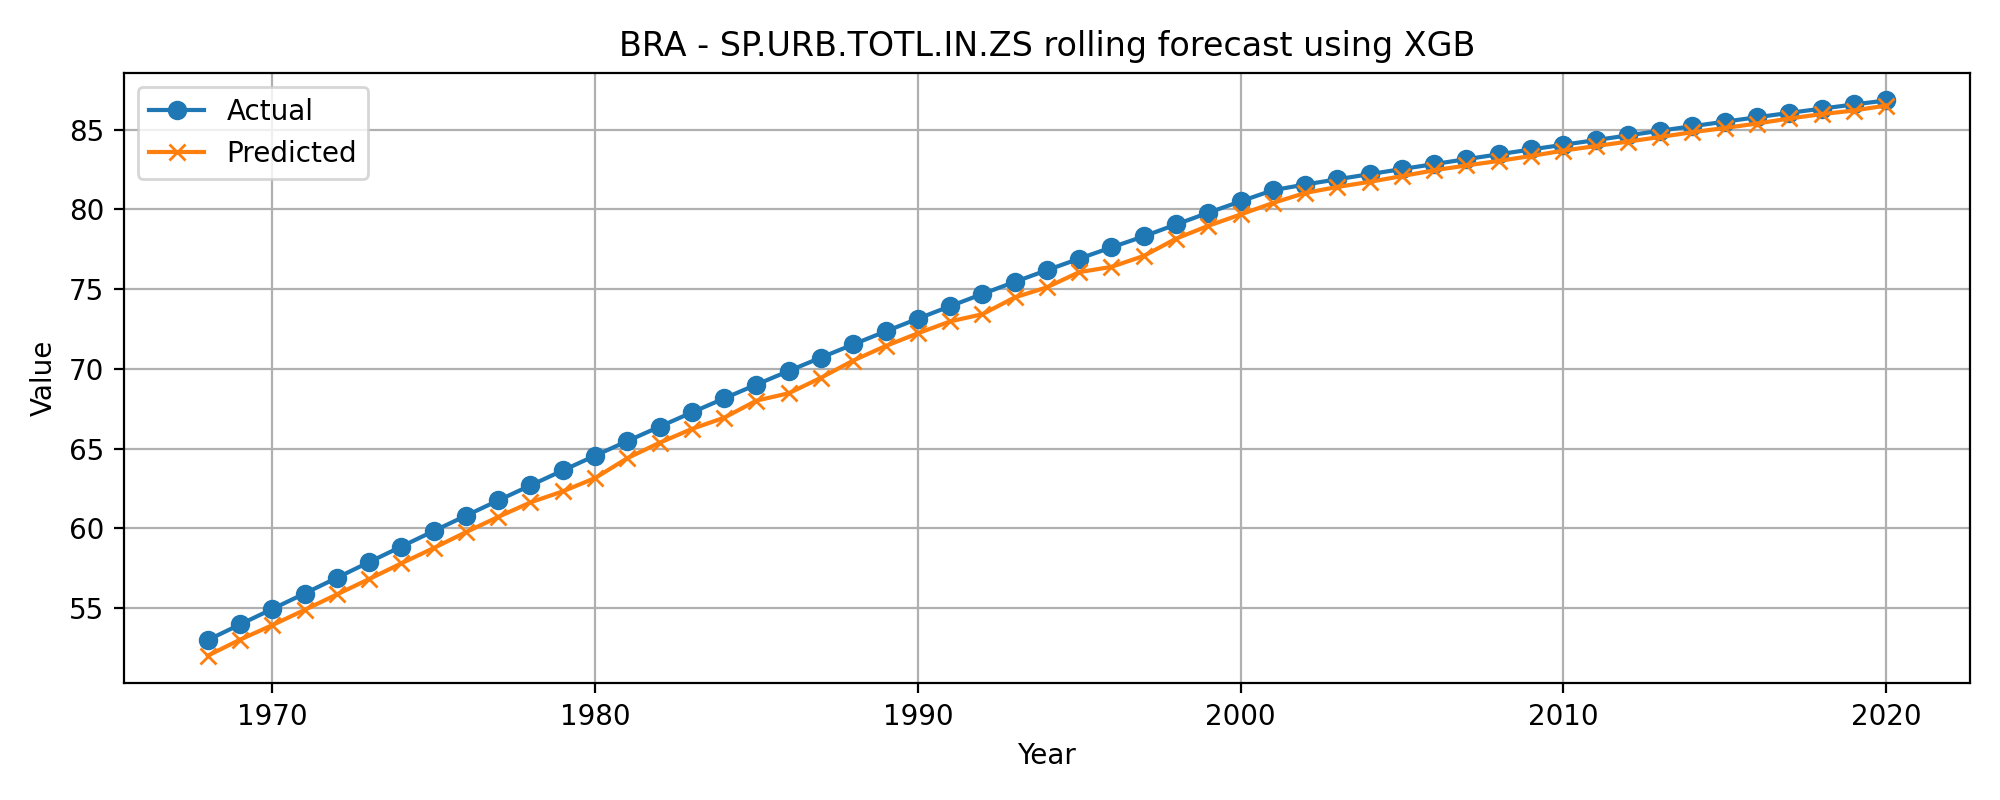 BRA - SP.URB.TOTL.IN.ZS rolling forecast using XGB
Actual
Predicted
85
80
75
70
65
60
55
Value
1970 1980 1990 2000 2010 2020
Year